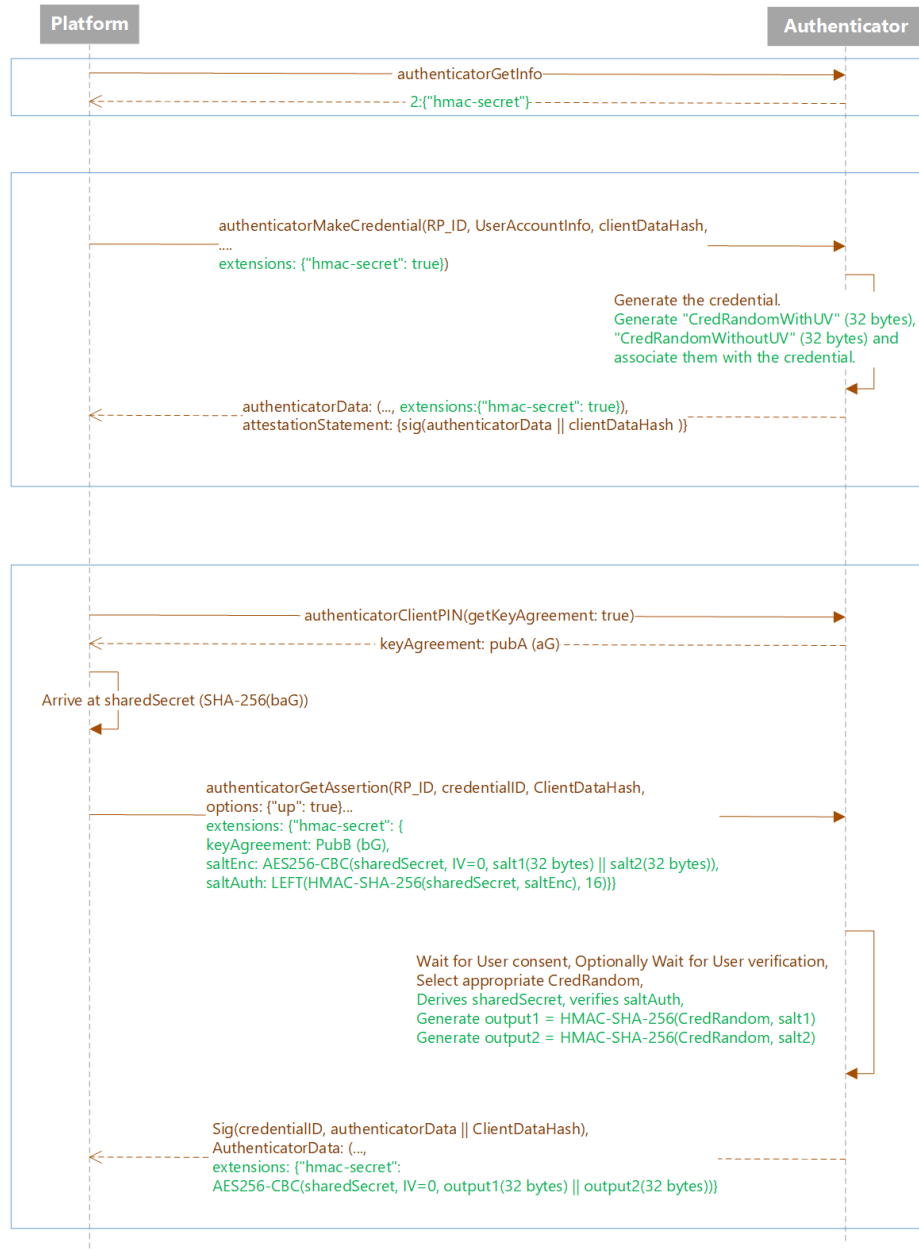 Platform
Authenticator
authenticatorGetInfo
2:{"hmac-secret"}
authenticatorMakeCredential(RP_ID, UserAccountInfo, clientDataHash,
....
extensions: {"hmac-secret": true})
Generate the credential.
Generate "CredRandomWithUV" (32 bytes),
"CredRandomWithoutUV" (32 bytes) and
associate them with the credential.
authenticatorData: (..., extensions:{"hmac-secret": true}),
attestationStatement: {sig(authenticatorData || clientDataHash )}
authenticatorClientPIN(getKeyAgreement: true)
keyAgreement: pubA (aG)
Arrive at sharedSecret (SHA-256(baG))
authenticatorGetAssertion(RP_ID, credentialID, ClientDataHash,
options: {"up": true}...
extensions: {"hmac-secret": {
keyAgreement: PubB (bG),
saltEnc: AES256-CBC(sharedSecret, IV=0, salt1(32 bytes) || salt2(32 bytes)),
saltAuth: LEFT(HMAC-SHA-256(sharedSecret, saltEnc), 16)}}
Wait for User consent, Optionally Wait for User verification,
Select appropriate CredRandom,
Derives sharedSecret, verifies saltAuth,
Generate output1 = HMAC-SHA-256(CredRandom, salt1)
Generate output2 = HMAC-SHA-256(CredRandom, salt2)
Sig(credentialID, authenticatorData || ClientDataHash),
AuthenticatorData: (...,
extensions: {"hmac-secret":
AES256-CBC(sharedSecret, IV=0, output1(32 bytes) || output2(32 bytes))}